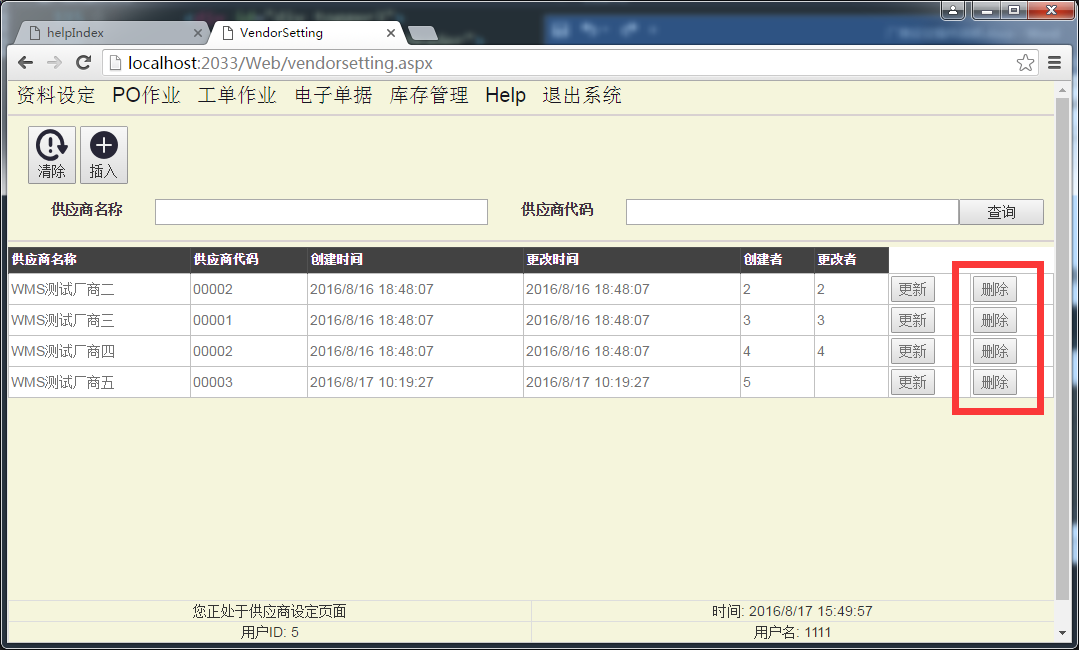 helpIndex VendorSetting
localhost:2033/Web/vendorsetting.aspx
资料设定 PO作业 工单作业 电子单据 库存管理 Help 退出系统
清除 插入
供应商名称 供应商代码 查询
供应商名称 供应商代码 创建时间 更改时间 创建者 更改者
WMS测试厂商二 00002 2016/8/16 18:48:07 2016/8/16 18:48:07 2 2 更新 删除
WMS测试厂商三 00001 2016/8/16 18:48:07 2016/8/16 18:48:07 3 3 更新 删除
WMS测试厂商四 00002 2016/8/16 18:48:07 2016/8/16 18:48:07 4 4 更新 删除
WMS测试厂商五 00003 2016/8/17 10:19:27 2016/8/17 10:19:27 5 更新 删除
您正处于供应商设定页面 时间: 2016/8/17 15:49:57
用户ID: 5 用户名: 1111